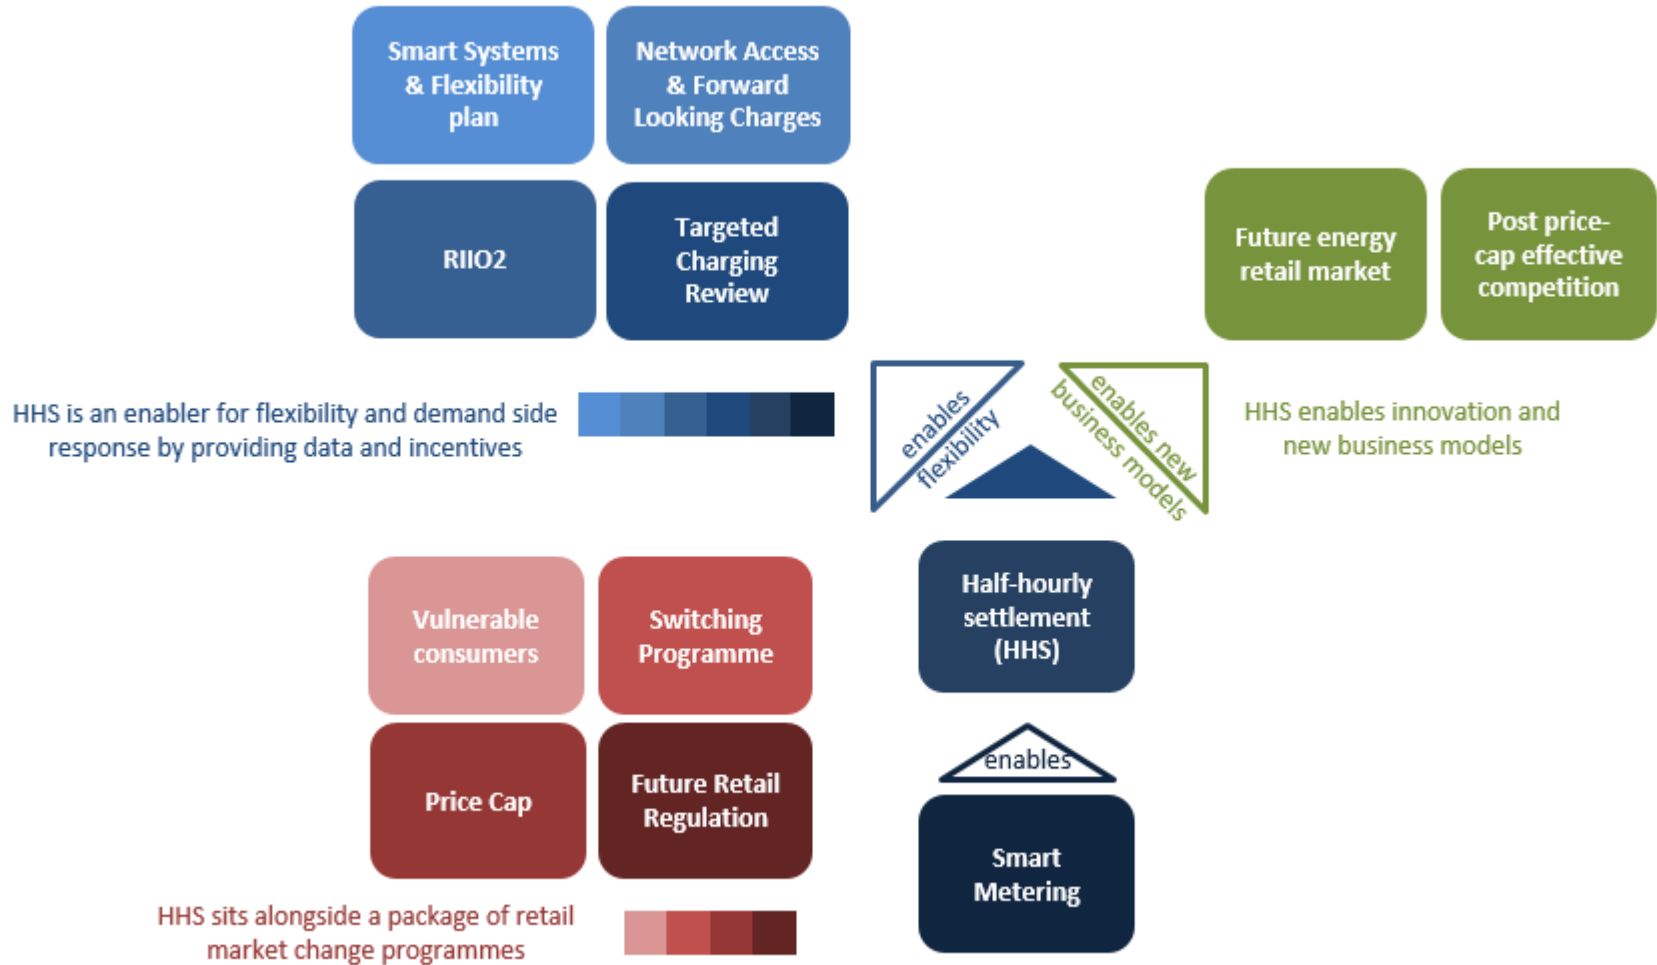 Smart Systems
& Flexibility
plan
Network Access
& Forward
Looking Charges
RIIO2
Targeted
Charging
Review
Future energy
retail market
Post price-
cap effective
competition
HHS is an enabler for flexibility and demand side
response by providing data and incentives
enables
flexibility
enables new
business models
HHS enables innovation and
new business models
Vulnerable
consumers
Switching
Programme
Half-hourly
settlement
(HHS)
Price Cap
Future Retail
Regulation
enables
Smart
Metering
HHS sits alongside a package of retail
market change programmes